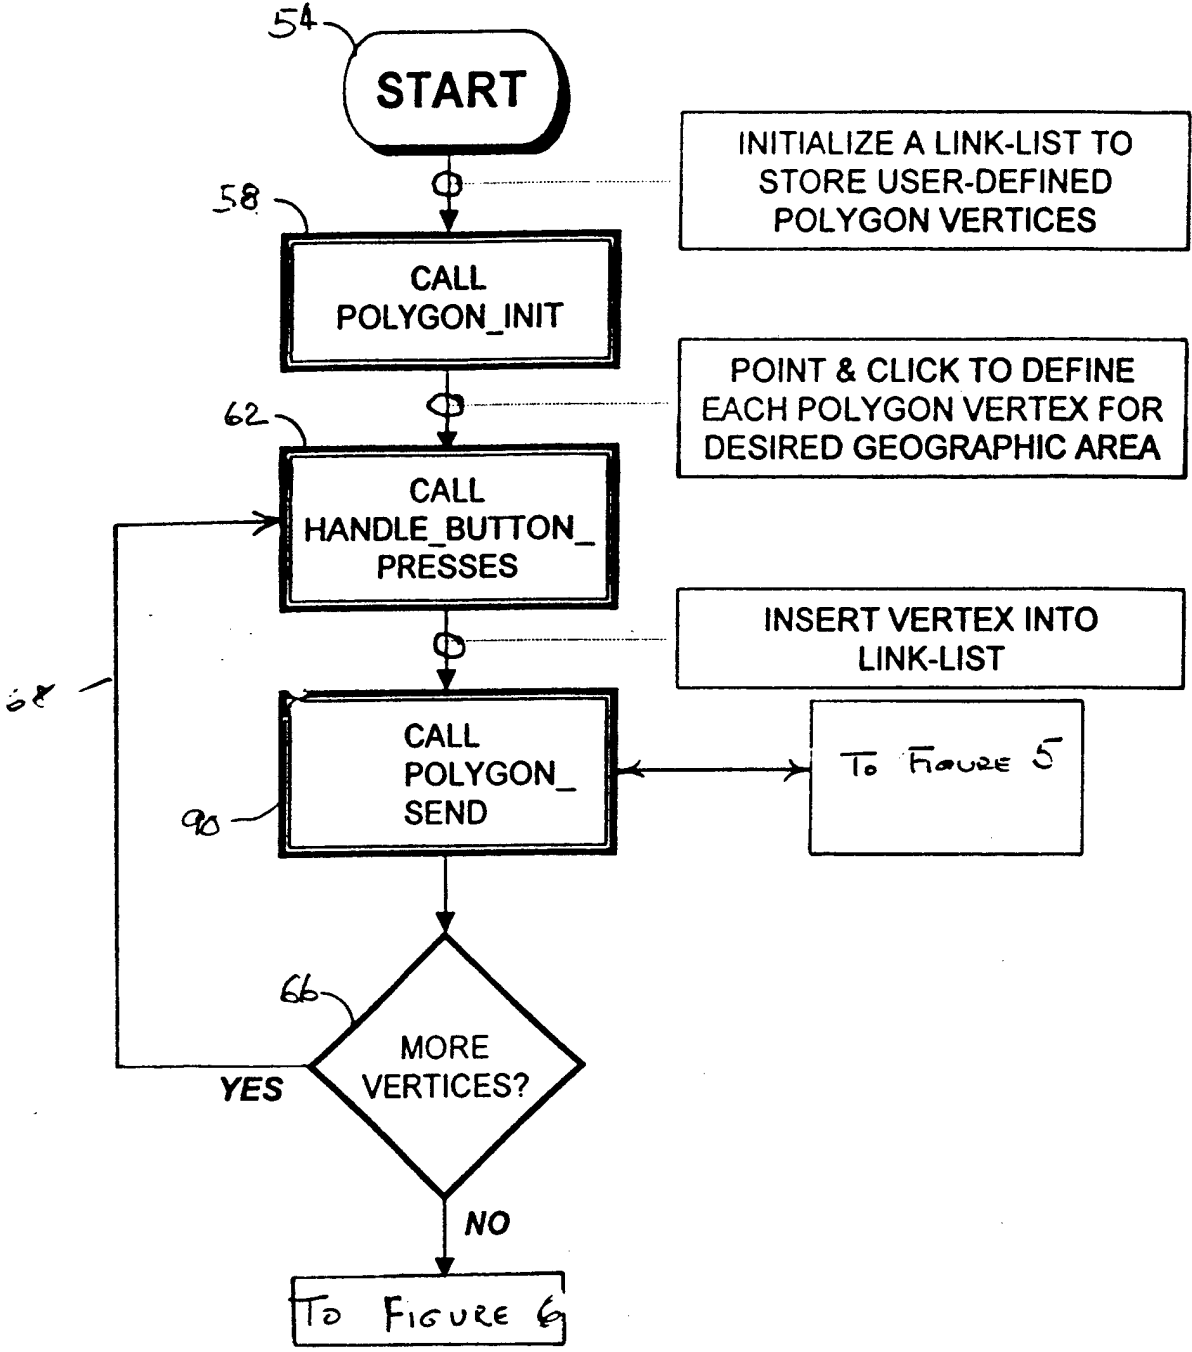 54
START
INITIALIZE A LINK-LIST TO
STORE USER-DEFINED
POLYGON VERTICES
58
CALL
POLYGON_INIT
POINT & CLICK TO DEFINE
EACH POLYGON VERTEX FOR
DESIRED GEOGRAPHIC AREA
62
CALL
HANDLE_BUTTON_
PRESSES
INSERT VERTEX INTO
LINK-LIST
68
CALL
POLYGON_
SEND
To FIGURE 5
90
66
MORE
VERTICES?
YES
NO
To FIGURE 6